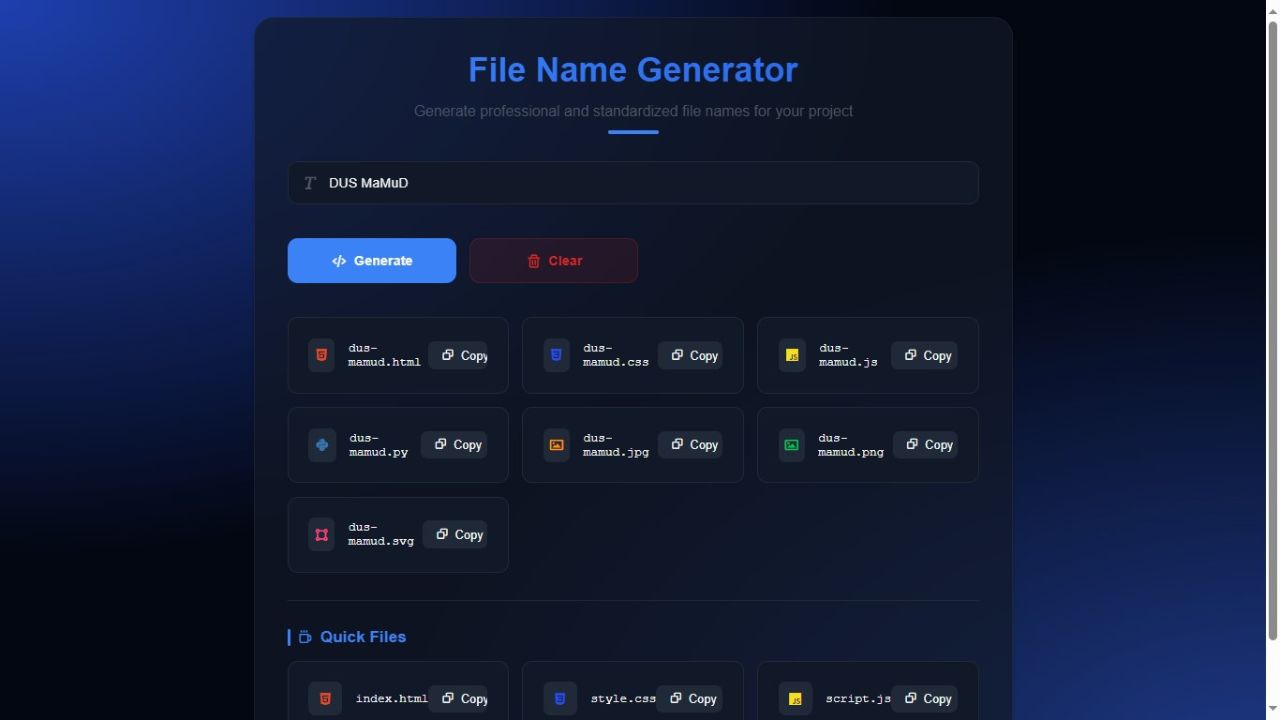 File Name Generator
Generate professional and standardized file names for your project
DUS MaMuD
Generate
Clear
dus-
mamud.html
Copy
dus-
mamud.css
Copy
dus-
mamud.js
Copy
dus-
mamud.py
Copy
dus-
mamud.jpg
Copy
dus-
mamud.png
Copy
dus-
mamud.svg
Copy
Quick Files
index.html
Copy
style.css
Copy
script.js
Copy